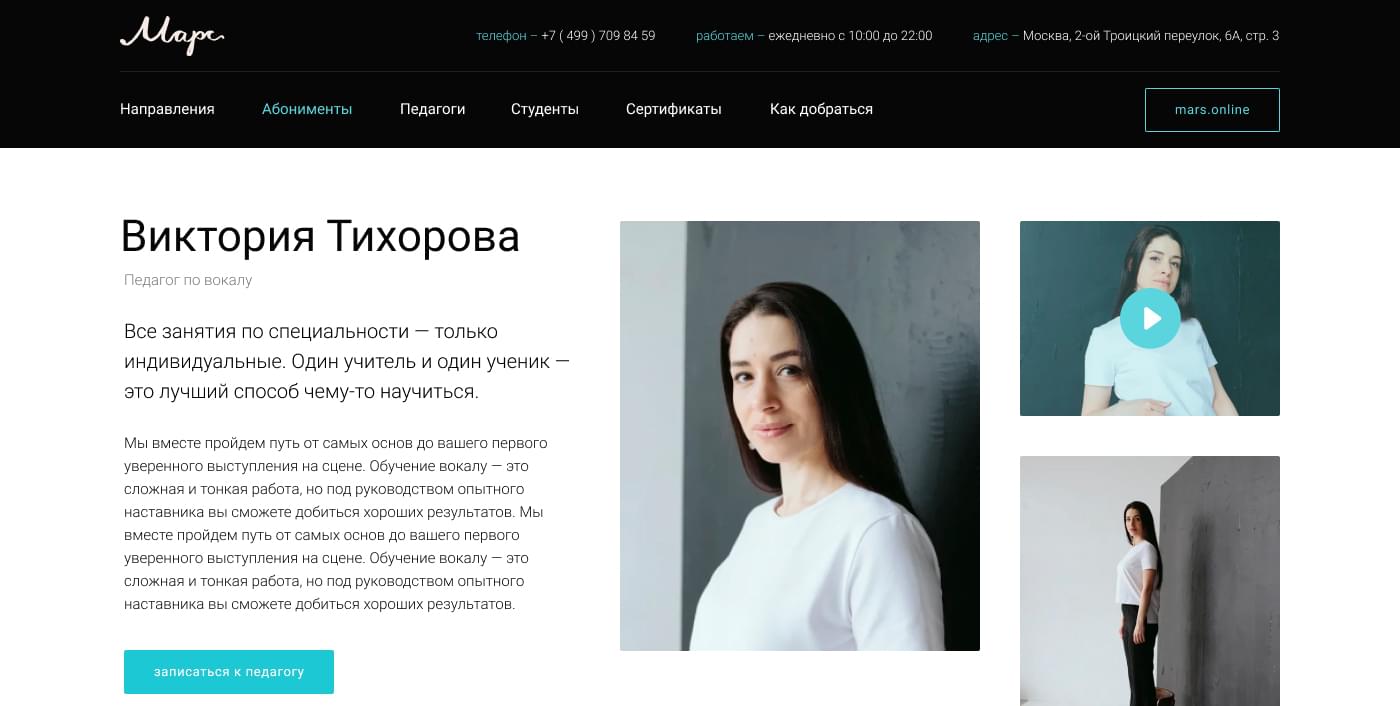 Марс
телефон – +7 ( 499 ) 709 84 59
работаем – ежедневно с 10:00 до 22:00
адрес – Москва, 2-ой Троицкий переулок, 6А, стр. 3
Направления
Абонименты
Педагоги
Студенты
Сертификаты
Как добраться
mars.online
Виктория Тихорова
Педагог по вокалу
Все занятия по специальности — только
индивидуальные. Один учитель и один ученик —
это лучший способ чему-то научиться.
Мы вместе пройдем путь от самых основ до вашего первого
уверенного выступления на сцене. Обучение вокалу — это
сложная и тонкая работа, но под руководством опытного
наставника вы сможете добиться хороших результатов. Мы
вместе пройдем путь от самых основ до вашего первого
уверенного выступления на сцене. Обучение вокалу — это
сложная и тонкая работа, но под руководством опытного
наставника вы сможете добиться хороших результатов.
записаться к педагогу